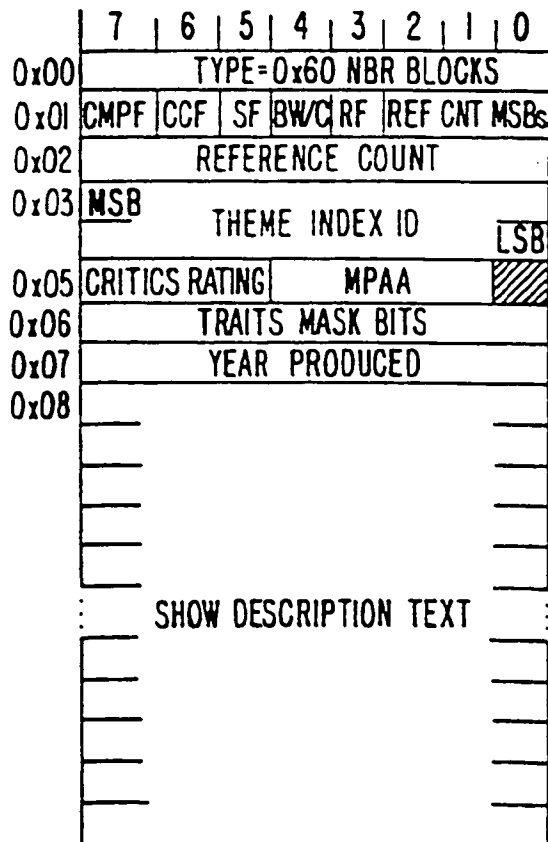 7 6 5 4 3 2 1 0
0x00 TYPE=0x60 NBR BLOCKS
0x01 CMPF CCF SF BW/C RF REF CNT MSBs
0x02 REFERENCE COUNT
0x03 MSB
THEME INDEX ID
LSB
0x05 CRITICS RATING MPAA
0x06 TRAITS MASK BITS
0x07 YEAR PRODUCED
0x08
SHOW DESCRIPTION TEXT